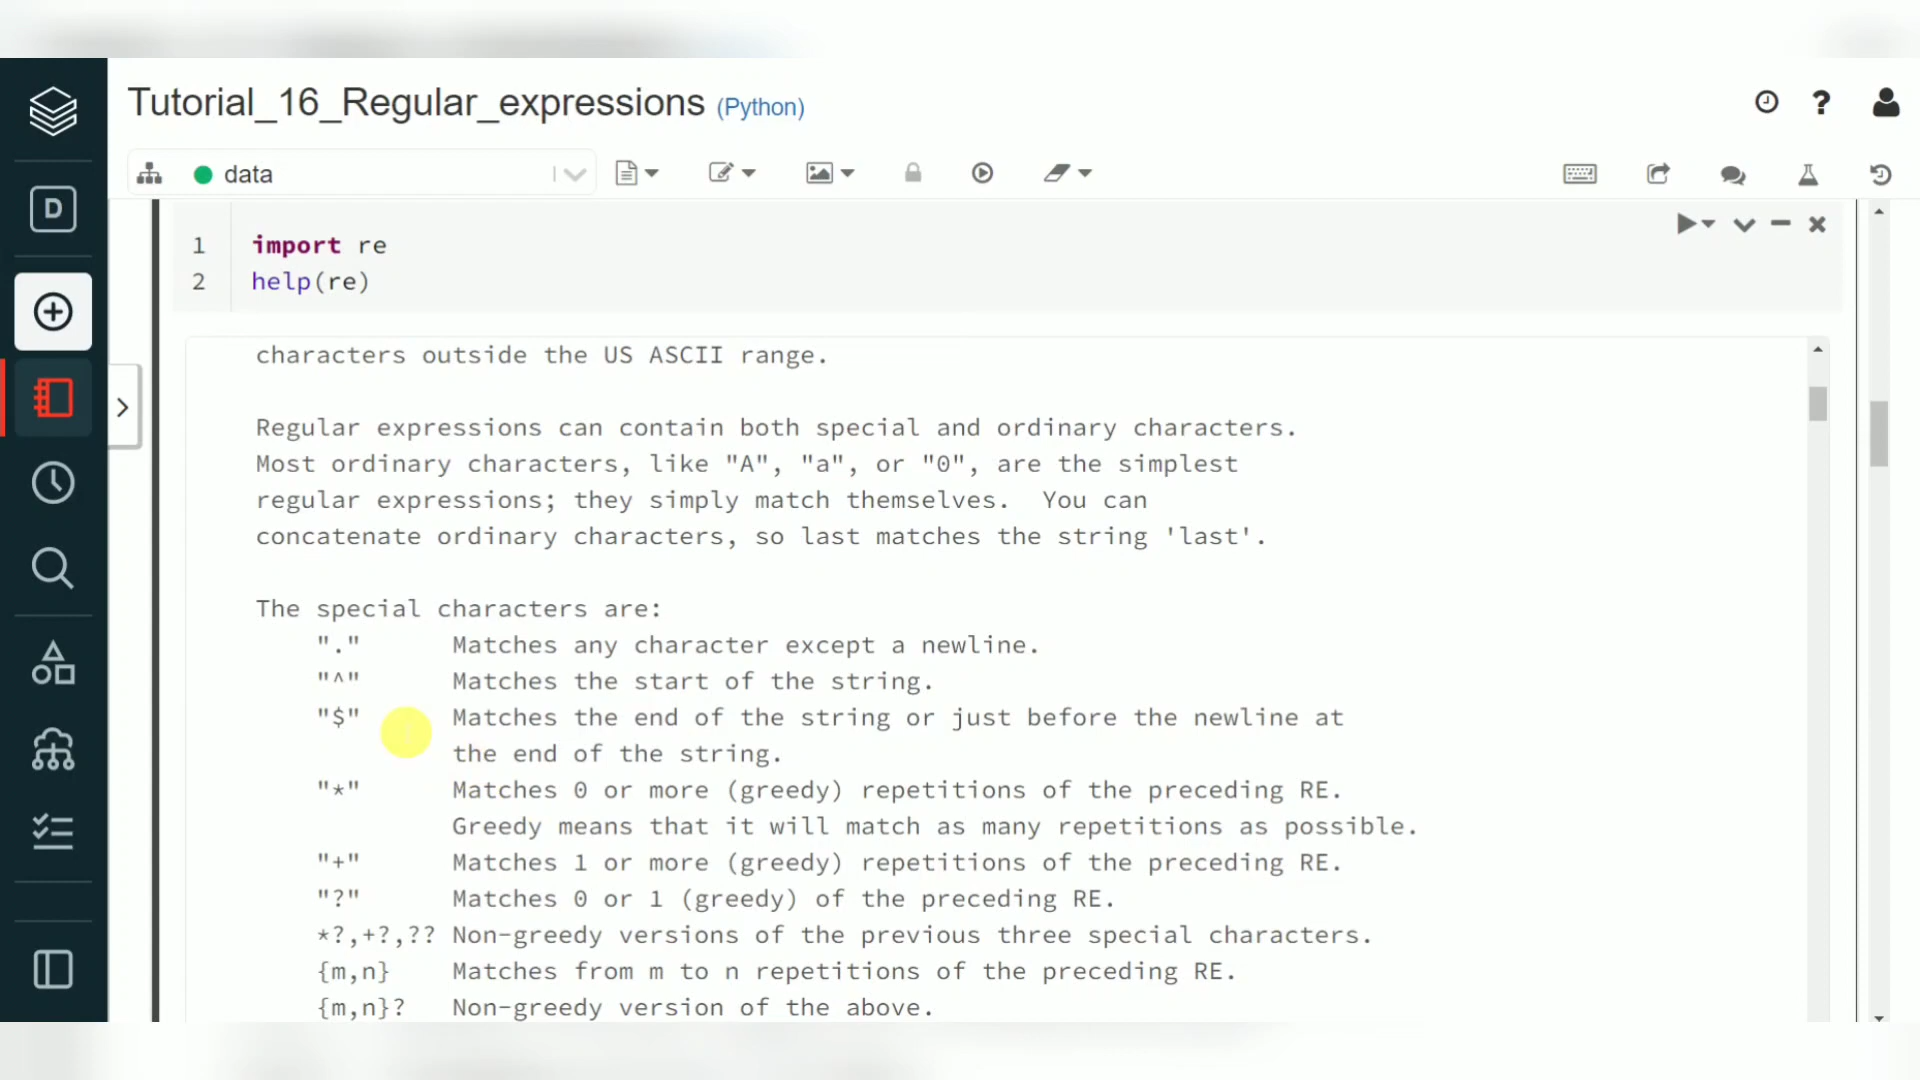 Tutorial_16_Regular_expressions (Python)
?
data
D
1 import re
2 help(re)
characters outside the US ASCII range.
Regular expressions can contain both special and ordinary characters.
Most ordinary characters, like "A", "a", or "0", are the simplest
regular expressions; they simply match themselves.  You can
concatenate ordinary characters, so last matches the string 'last'.
The special characters are:
"."      Matches any character except a newline.
"^"      Matches the start of the string.
"$"      Matches the end of the string or just before the newline at
the end of the string.
"*"      Matches 0 or more (greedy) repetitions of the preceding RE.
Greedy means that it will match as many repetitions as possible.
"+"      Matches 1 or more (greedy) repetitions of the preceding RE.
"?"      Matches 0 or 1 (greedy) of the preceding RE.
*?,+?,?? Non-greedy versions of the previous three special characters.
{m,n}    Matches from m to n repetitions of the preceding RE.
{m,n}?   Non-greedy version of the above.